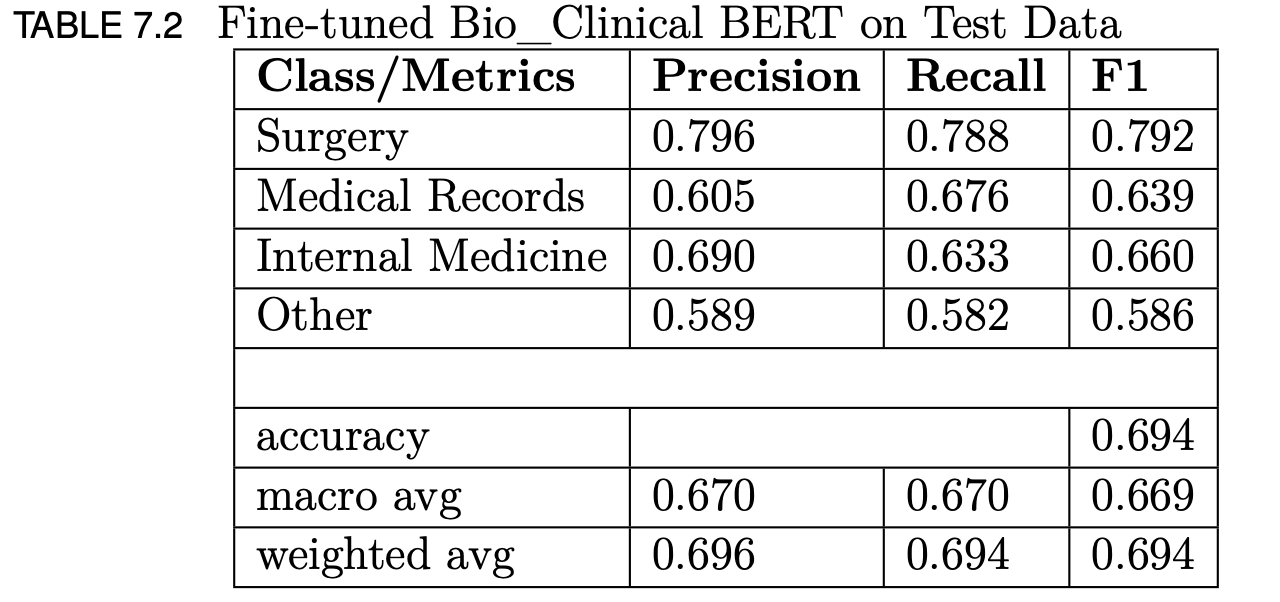 TABLE 7.2 Fine-tuned Bio_Clinical BERT on Test Data
Class/Metrics Precision Recall F1
Surgery 0.796 0.788 0.792
Medical Records 0.605 0.676 0.639
Internal Medicine 0.690 0.633 0.660
Other 0.589 0.582 0.586
accuracy 0.694
macro avg 0.670 0.670 0.669
weighted avg 0.696 0.694 0.694